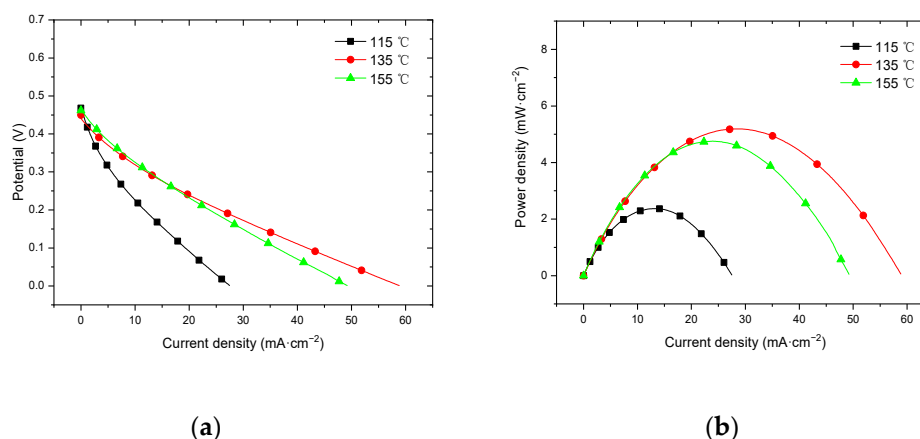 0.7
0.6
0.5
0.4
0.3
0.2
0.1
0.0
Potential (V)
115 ℃
135 ℃
155 ℃
0 10 20 30 40 50 60
Current density (mA·cm⁻²)
(a)
8
6
4
2
0
Power density (mW·cm⁻²)
115 ℃
135 ℃
155 ℃
0 10 20 30 40 50 60
Current density (mA·cm⁻²)
(b)